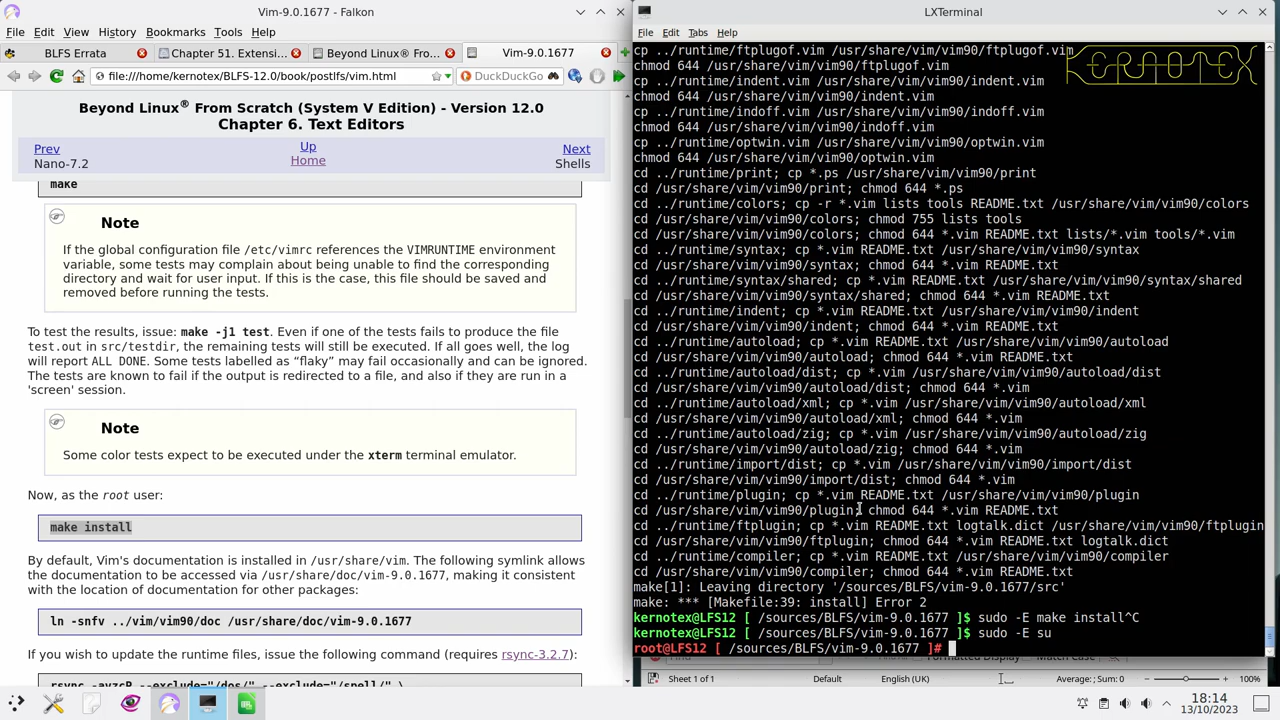 Vim-9.0.1677 - Falkon
File Edit View History Bookmarks Tools Help
BLFS Errata
Chapter 51. Extensi...
Beyond Linux® Fro...
Vim-9.0.1677
file:///home/kernotex/BLFS-12.0/book/postlfs/vim.html
DuckDuckGo
Beyond Linux® From Scratch (System V Edition) - Version 12.0
Chapter 6. Text Editors
Prev Up Next
Nano-7.2 Home Shells
make
Note
If the global configuration file /etc/vimrc references the VIMRUNTIME environment
variable, some tests may complain about being unable to find the corresponding
directory and wait for user input. If this is the case, this file should be saved and
removed before running the tests.
To test the results, issue: make -j1 test. Even if one of the tests fails to produce the file
test.out in src/testdir, the remaining tests will still be executed. If all goes well, the log
will report ALL DONE. Some tests labelled as “flaky” may fail occasionally and can be ignored.
The tests are known to fail if the output is redirected to a file, and also if they are run in a
'screen' session.
Note
Some color tests expect to be executed under the xterm terminal emulator.
Now, as the root user:
make install
By default, Vim's documentation is installed in /usr/share/vim. The following symlink allows
the documentation to be accessed via /usr/share/doc/vim-9.0.1677, making it consistent
with the location of documentation for other packages:
ln -snfv ../vim/vim90/doc /usr/share/doc/vim-9.0.1677
If you wish to update the runtime files, issue the following command (requires rsync-3.2.7):
rsync -avzcP --exclude="/dos/" --exclude="/spell/" \
LXTerminal
File Edit Tabs Help
KERNOTEX
cp ../runtime/ftplugof.vim /usr/share/vim/vim90/ftplugof.vim
chmod 644 /usr/share/vim/vim90/ftplugof.vim
cp ../runtime/indent.vim /usr/share/vim/vim90/indent.vim
chmod 644 /usr/share/vim/vim90/indent.vim
cp ../runtime/indoff.vim /usr/share/vim/vim90/indoff.vim
chmod 644 /usr/share/vim/vim90/indoff.vim
cp ../runtime/optwin.vim /usr/share/vim/vim90/optwin.vim
chmod 644 /usr/share/vim/vim90/optwin.vim
cd ../runtime/print; cp *.ps /usr/share/vim/vim90/print
cd /usr/share/vim/vim90/print; chmod 644 *.ps
cd ../runtime/colors; cp -r *.vim lists tools README.txt /usr/share/vim/vim90/colors
cd /usr/share/vim/vim90/colors; chmod 755 lists tools
cd /usr/share/vim/vim90/colors; chmod 644 *.vim README.txt lists/*.vim tools/*.vim
cd ../runtime/syntax; cp *.vim README.txt /usr/share/vim/vim90/syntax
cd /usr/share/vim/vim90/syntax; chmod 644 *.vim README.txt
cd ../runtime/syntax/shared; cp *.vim README.txt /usr/share/vim/vim90/syntax/shared
cd /usr/share/vim/vim90/syntax/shared; chmod 644 *.vim README.txt
cd ../runtime/indent; cp *.vim README.txt /usr/share/vim/vim90/indent
cd /usr/share/vim/vim90/indent; chmod 644 *.vim README.txt
cd ../runtime/autoload; cp *.vim README.txt /usr/share/vim/vim90/autoload
cd /usr/share/vim/vim90/autoload; chmod 644 *.vim README.txt
cd ../runtime/autoload/dist; cp *.vim /usr/share/vim/vim90/autoload/dist
cd /usr/share/vim/vim90/autoload/dist; chmod 644 *.vim
cd ../runtime/autoload/xml; cp *.vim /usr/share/vim/vim90/autoload/xml
cd /usr/share/vim/vim90/autoload/xml; chmod 644 *.vim
cd ../runtime/autoload/zig; cp *.vim /usr/share/vim/vim90/autoload/zig
cd /usr/share/vim/vim90/autoload/zig; chmod 644 *.vim
cd ../runtime/import/dist; cp *.vim /usr/share/vim/vim90/import/dist
cd /usr/share/vim/vim90/import/dist; chmod 644 *.vim
cd ../runtime/plugin; cp *.vim README.txt /usr/share/vim/vim90/plugin
cd /usr/share/vim/vim90/plugin; chmod 644 *.vim README.txt
cd ../runtime/ftplugin; cp *.vim README.txt logtalk.dict /usr/share/vim/vim90/ftplugin
cd /usr/share/vim/vim90/ftplugin; chmod 644 *.vim README.txt logtalk.dict
cd ../runtime/compiler; cp *.vim README.txt /usr/share/vim/vim90/compiler
cd /usr/share/vim/vim90/compiler; chmod 644 *.vim README.txt
make[1]: Leaving directory '/sources/BLFS/vim-9.0.1677/src'
make: *** [Makefile:39: install] Error 2
kernotex@LFS12 [ /sources/BLFS/vim-9.0.1677 ]$ sudo -E make install^C
kernotex@LFS12 [ /sources/BLFS/vim-9.0.1677 ]$ sudo -E su
root@LFS12 [ /sources/BLFS/vim-9.0.1677 ]#
Sheet 1 of 1 Default English (UK) Average: ; Sum: 0 100%
18:14
13/10/2023